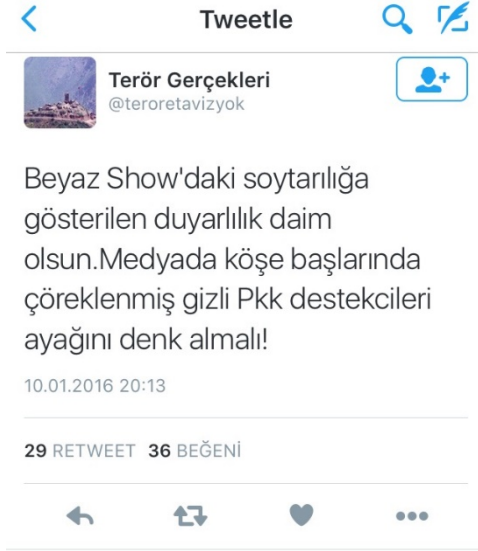 Tweetle
Terör Gerçekleri
@teroretavizyok
Beyaz Show'daki soytarılığa
gösterilen duyarlılık daim
olsun.Medyada köşe başlarında
çöreklenmiş gizli Pkk destekcileri
ayağını denk almalı!
10.01.2016 20:13
29 RETWEET 36 BEĞENİ